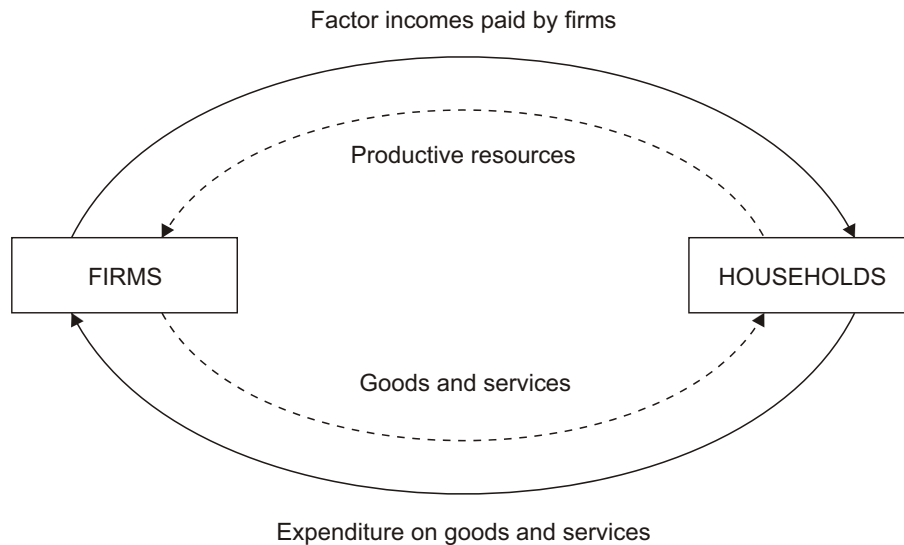 Factor incomes paid by firms
Productive resources
FIRMS
HOUSEHOLDS
Goods and services
Expenditure on goods and services